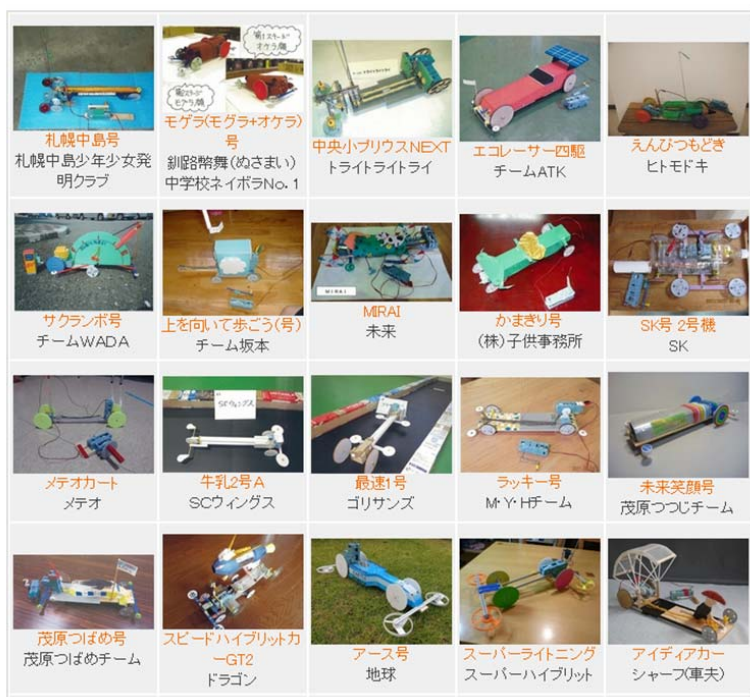 札幌中島号
札幌中島少年少女発
明クラブ
モゲラ(モグラ+オケラ)
号
釧路幣舞(ぬさまい)
中学校ネイボラNo.1
中央小プリウスNEXT
トライトライトライ
エコレーサー四駆
チームATK
えんぴつもどき
ヒトモドキ
サクランボ号
チームWADA
上を向いて歩こう(号)
チーム坂本
MIRAI
MIRAI
未来
かまきり号
(株)子供事務所
SK号 2号機
SK
メテオカート
メテオ
SCウィングス
牛乳2号A
SCウィングス
最速1号
ゴリサンズ
ラッキー号
M・Y・Hチーム
未来笑顔号
茂原つつじチーム
茂原つばめ号
茂原つばめチーム
スピードハイブリットカ
ーGT2
ドラゴン
アース号
地球
スーパーライトニング
スーパーハイブリット
アイディアカー
シャーフ(車夫)